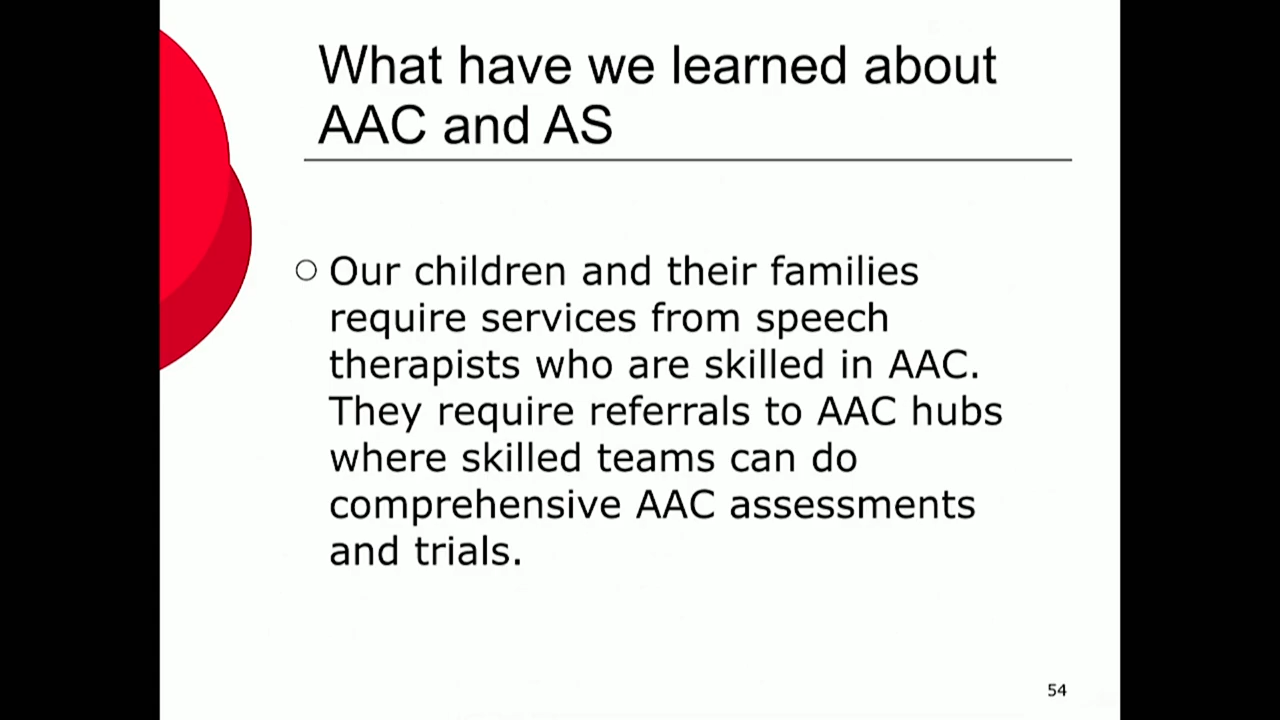 What have we learned about
AAC and AS
Our children and their families
require services from speech
therapists who are skilled in AAC.
They require referrals to AAC hubs
where skilled teams can do
comprehensive AAC assessments
and trials.
54